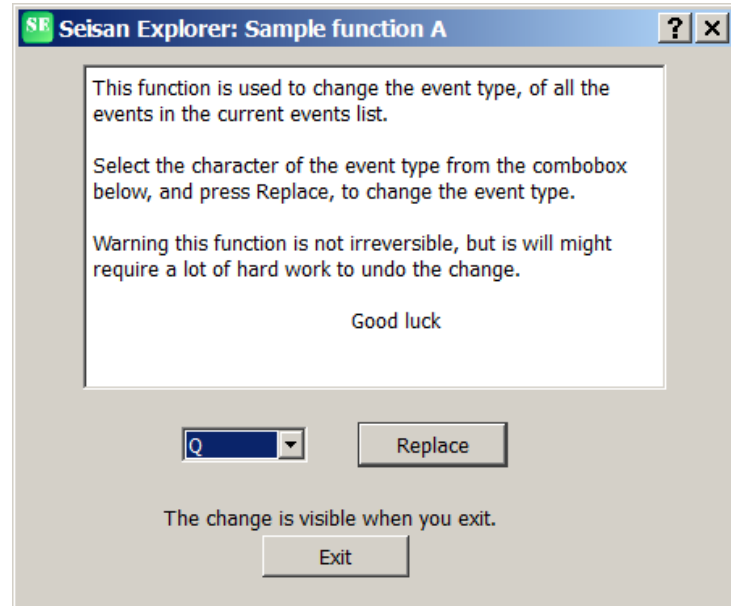 SE Seisan Explorer: Sample function A ? ×
This function is used to change the event type, of all the
events in the current events list.
Select the character of the event type from the combobox
below, and press Replace, to change the event type.
Warning this function is not irreversible, but is will might
require a lot of hard work to undo the change.
Good luck
Q Replace
The change is visible when you exit.
Exit